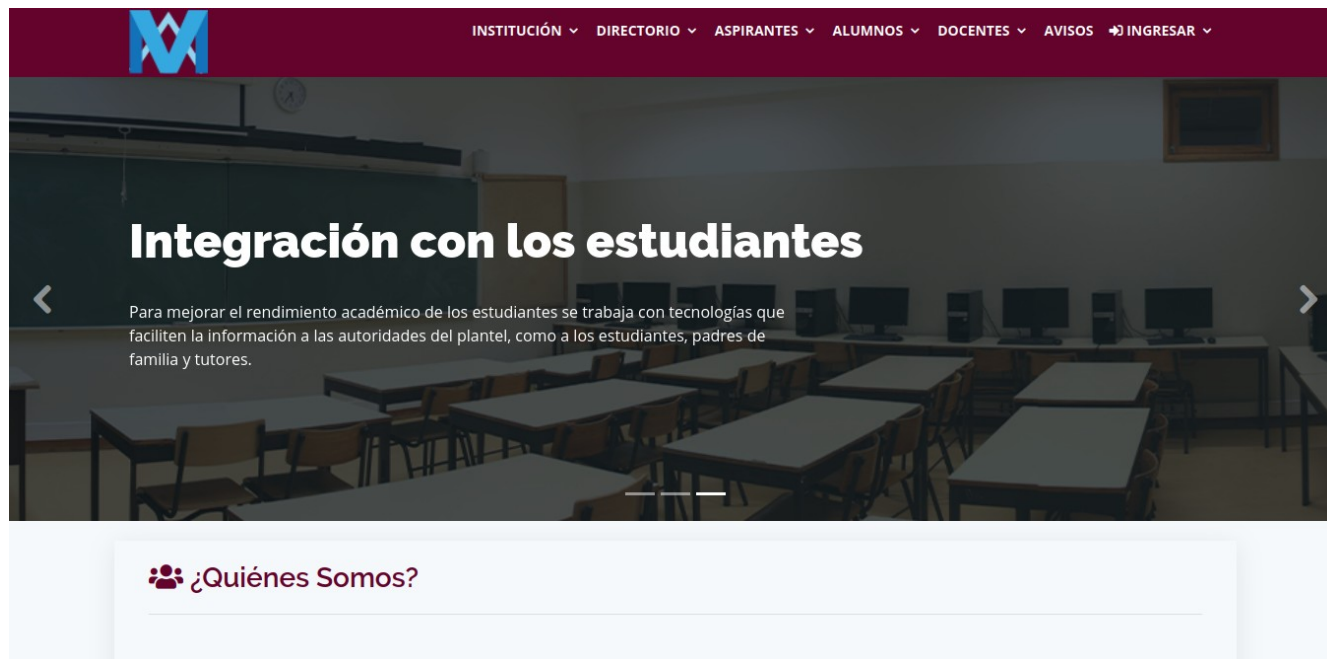 INSTITUCIÓN DIRECTORIO ASPIRANTES ALUMNOS DOCENTES AVISOS INGRESAR
Integración con los estudiantes
Para mejorar el rendimiento académico de los estudiantes se trabaja con tecnologías que
faciliten la información a las autoridades del plantel, como a los estudiantes, padres de
familia y tutores.
¿Quiénes Somos?